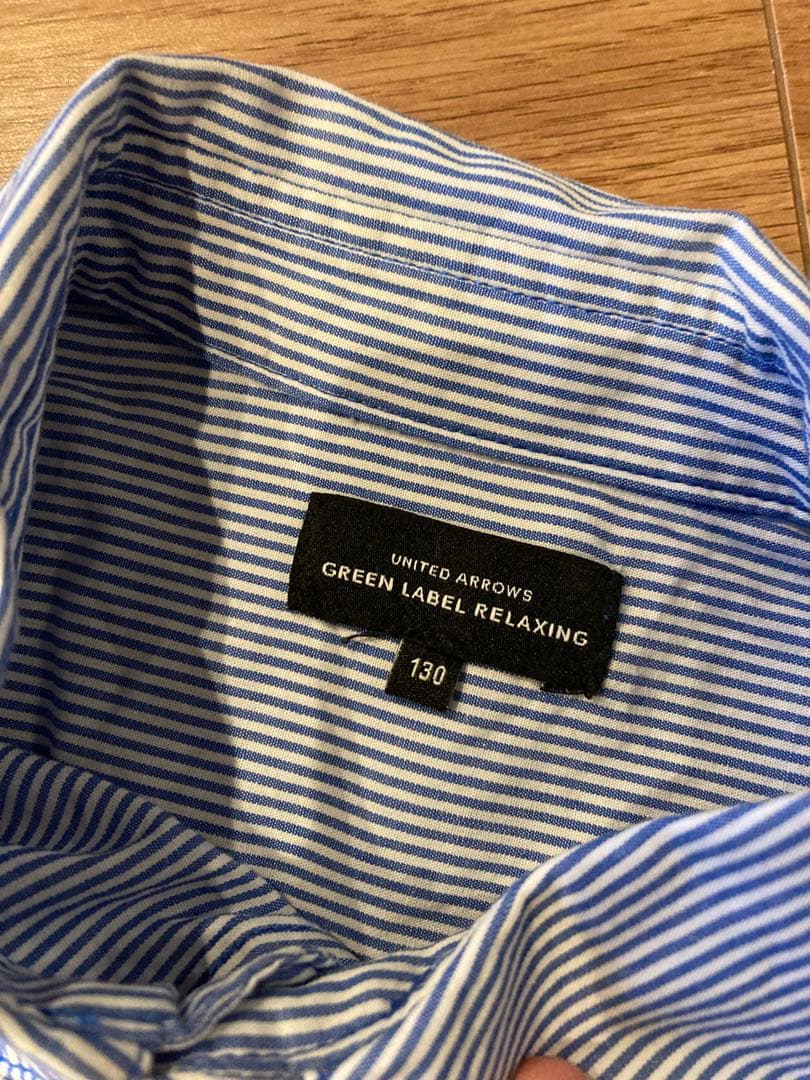 UNITED ARROWS
GREEN LABEL RELAXING
130